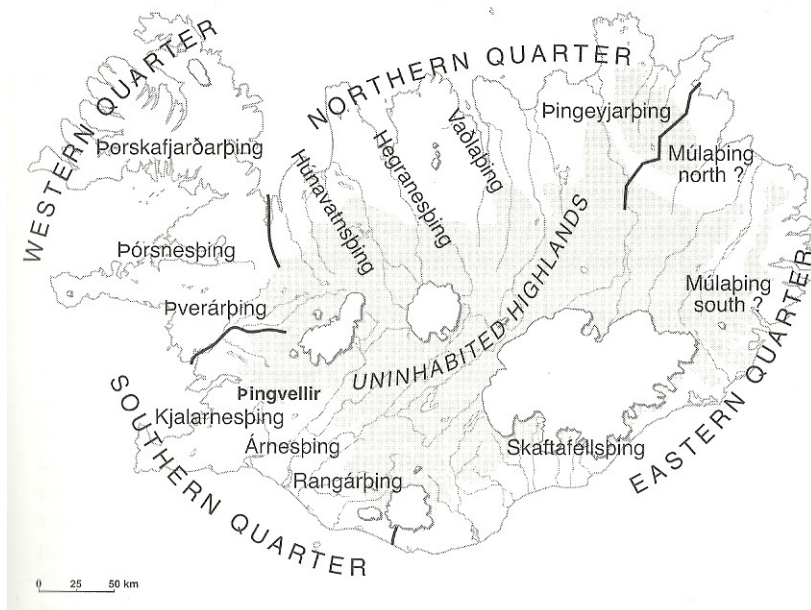 WESTERN QUARTER
NORTHERN QUARTER
Þingeyjarþing
Vaðlaþing
Þorskafjarðarþing
Hegranesþing
Múlaþing
north ?
Húnavatnsþing
Þórsnesþing
Múlaþing
south ?
Þverárþing
UNINHABITED HIGHLANDS
Þingvellir
Kjalarnesþing
Árnesþing
Skaftafellsþing
Rangárþing
SOUTHERN QUARTER
EASTERN QUARTER
0 25 50 km